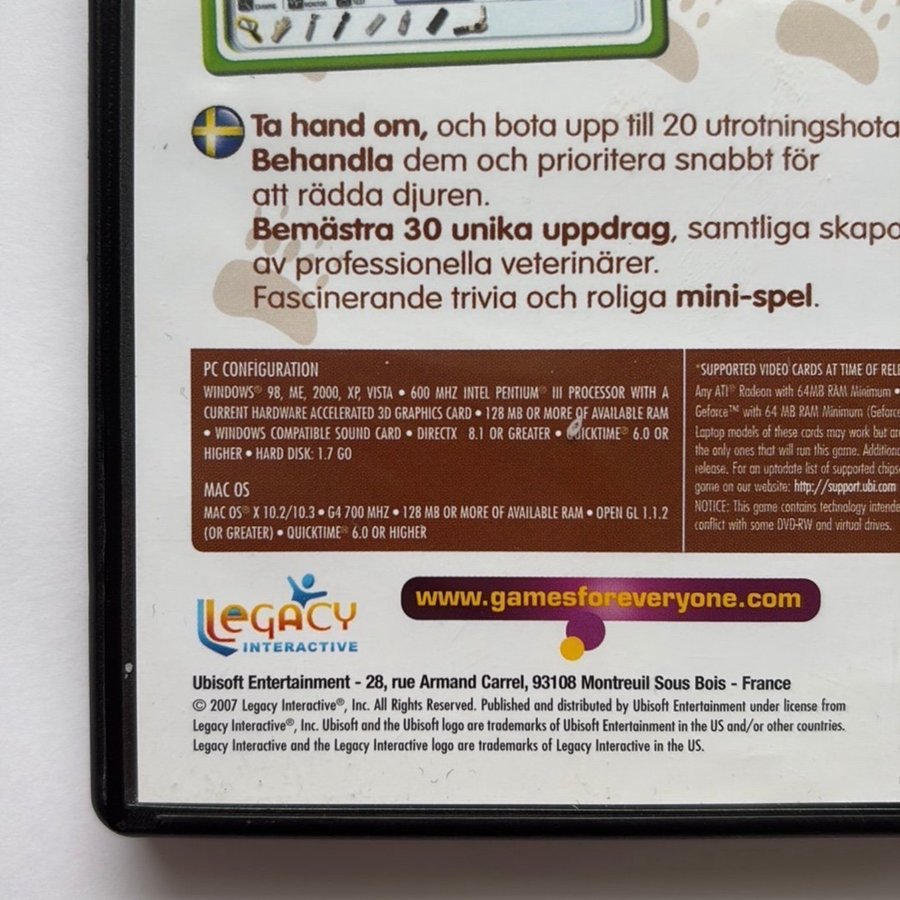 Ta hand om, och bota upp till 20 utrotningshota
Behandla dem och prioritera snabbt för
att rädda djuren.
Bemästra 30 unika uppdrag, samtliga skapa
av professionella veterinärer.
Fascinerande trivia och roliga mini-spel.
PC CONFIGURATION
WINDOWS® 98, ME, 2000, XP, VISTA • 600 MHZ INTEL PENTIUM® III PROCESSOR WITH A
CURRENT HARDWARE ACCELERATED 3D GRAPHICS CARD • 128 MB OR MORE OF AVAILABLE RAM
• WINDOWS COMPATIBLE SOUND CARD • DIRECTX 8.1 OR GREATER • QUICKTIME® 6.0 OR
HIGHER • HARD DISK: 1.7 GO
MAC OS
MAC OS® X 10.2/10.3 • G4 700 MHZ • 128 MB OR MORE OF AVAILABLE RAM • OPEN GL 1.1.2
(OR GREATER) • QUICKTIME® 6.0 OR HIGHER
*SUPPORTED VIDEO CARDS AT TIME OF RELE
Any ATI® Radeon with 64MB RAM Minimum •
Geforce™ with 64 MB RAM Minimum (Geforc
Laptop models of these cards may work but ar
the only ones that will run this game. Additiona
release. For an uptodate list of supported chips
game on our website: http://support.ubi.com
NOTICE: This game contains technology intende
conflict with some DVD-RW and virtual drives.
LEGACY
INTERACTIVE
www.gamesforeveryone.com
Ubisoft Entertainment - 28, rue Armand Carrel, 93108 Montreuil Sous Bois - France
© 2007 Legacy Interactive®, Inc. All Rights Reserved. Published and distributed by Ubisoft Entertainment under license from
Legacy Interactive®, Inc. Ubisoft and the Ubisoft logo are trademarks of Ubisoft Entertainment in the US and/or other countries.
Legacy Interactive and the Legacy Interactive logo are trademarks of Legacy Interactive in the US.